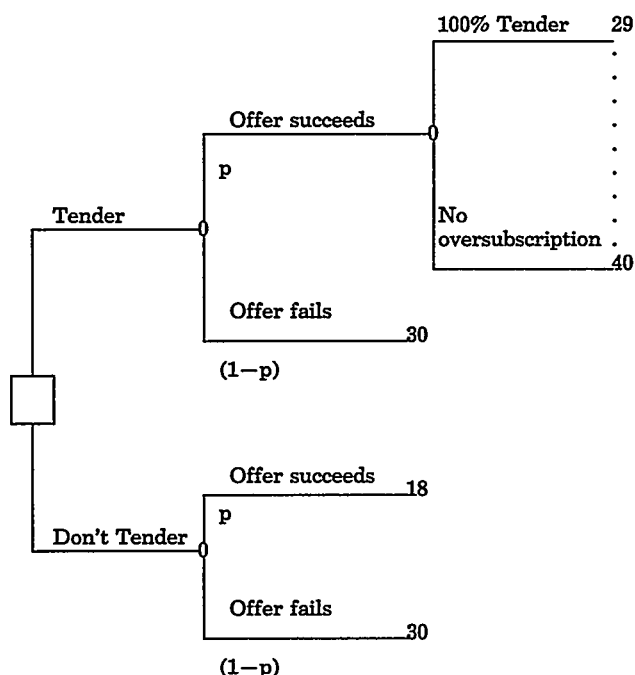 100% Tender 29
Offer succeeds
p
Tender
No
oversubscription
40
Offer fails
30
(1—p)
Offer succeeds
18
p
Don't Tender
Offer fails
30
(1—p)